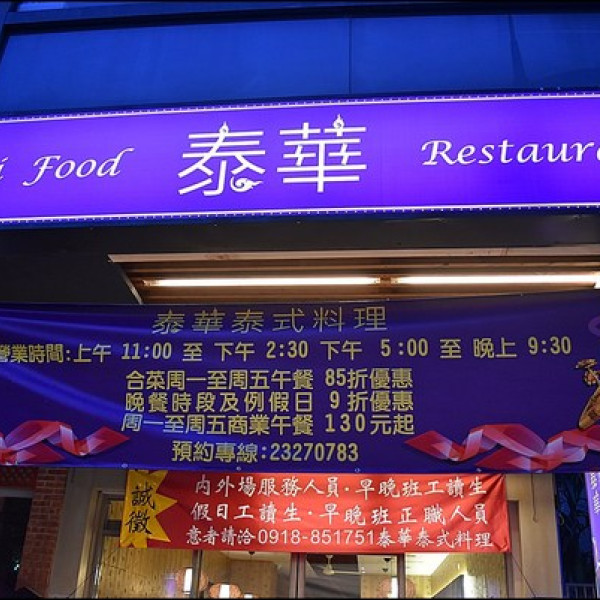 Food 泰華 Restaur
泰華泰式料理
營業時間:上午 11:00 至 下午 2:30 下午 5:00 至 晚上 9:30
合菜周一至周五午餐 85折優惠
晚餐時段及例假日 9折優惠
周一至周五商業午餐 130元起
預約專線:23270783
誠徵
內外場服務人員·早晚班工讀生
假日工讀生·早晚班正職人員
意者請洽0918-851751泰華泰式料理